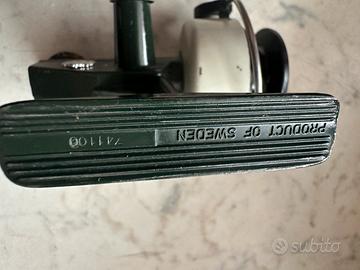 PRODUCT
OF SWEDEN
741100
subito